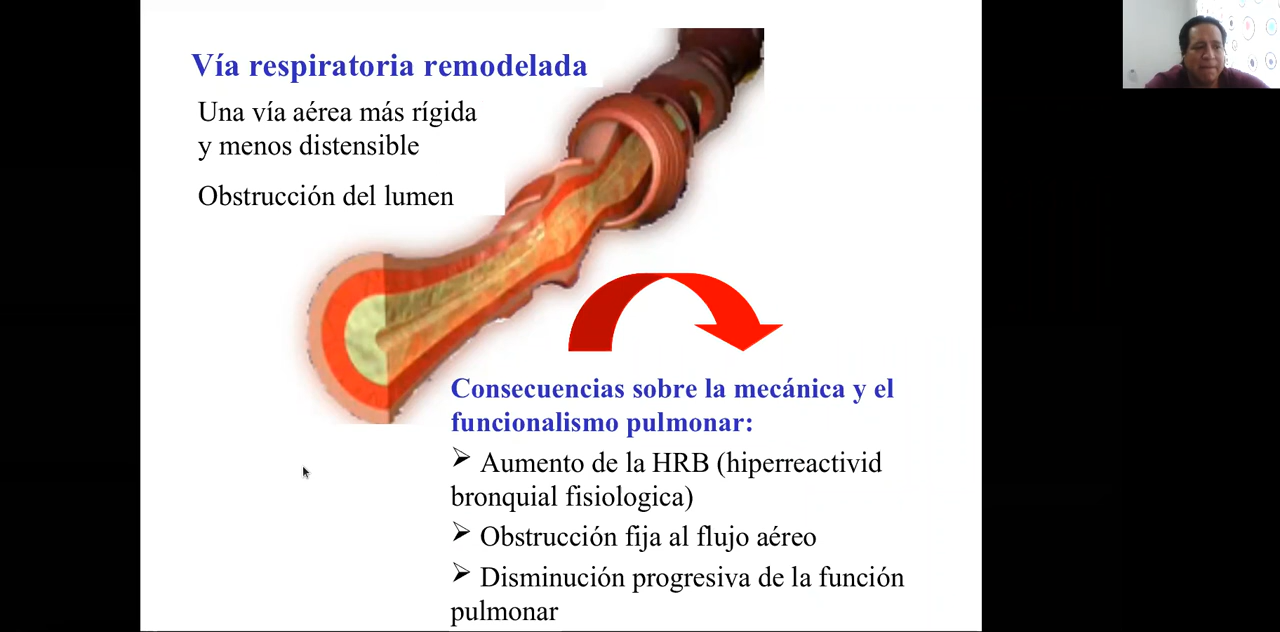 Vía respiratoria remodelada
Una vía aérea más rígida
y menos distensible
Obstrucción del lumen
Consecuencias sobre la mecánica y el
funcionalismo pulmonar:
➢ Aumento de la HRB (hiperreactivid
bronquial fisiologica)
➢ Obstrucción fija al flujo aéreo
➢ Disminución progresiva de la función
pulmonar